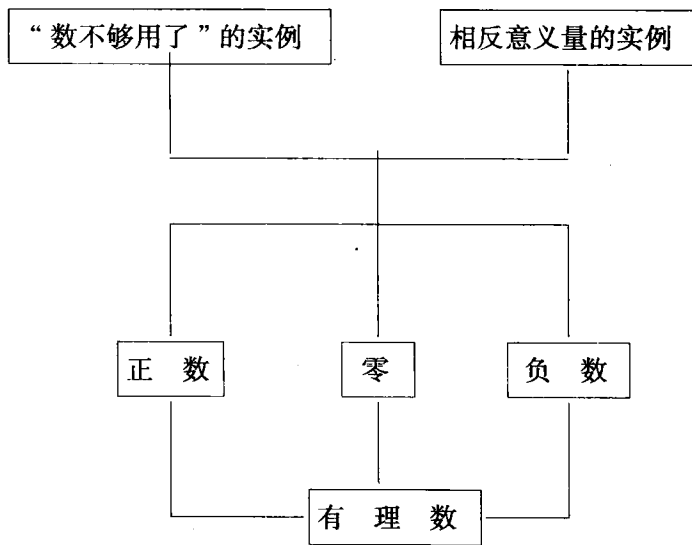 “数不够用了”的实例
相反意义量的实例
正 数
零
负 数
有 理 数